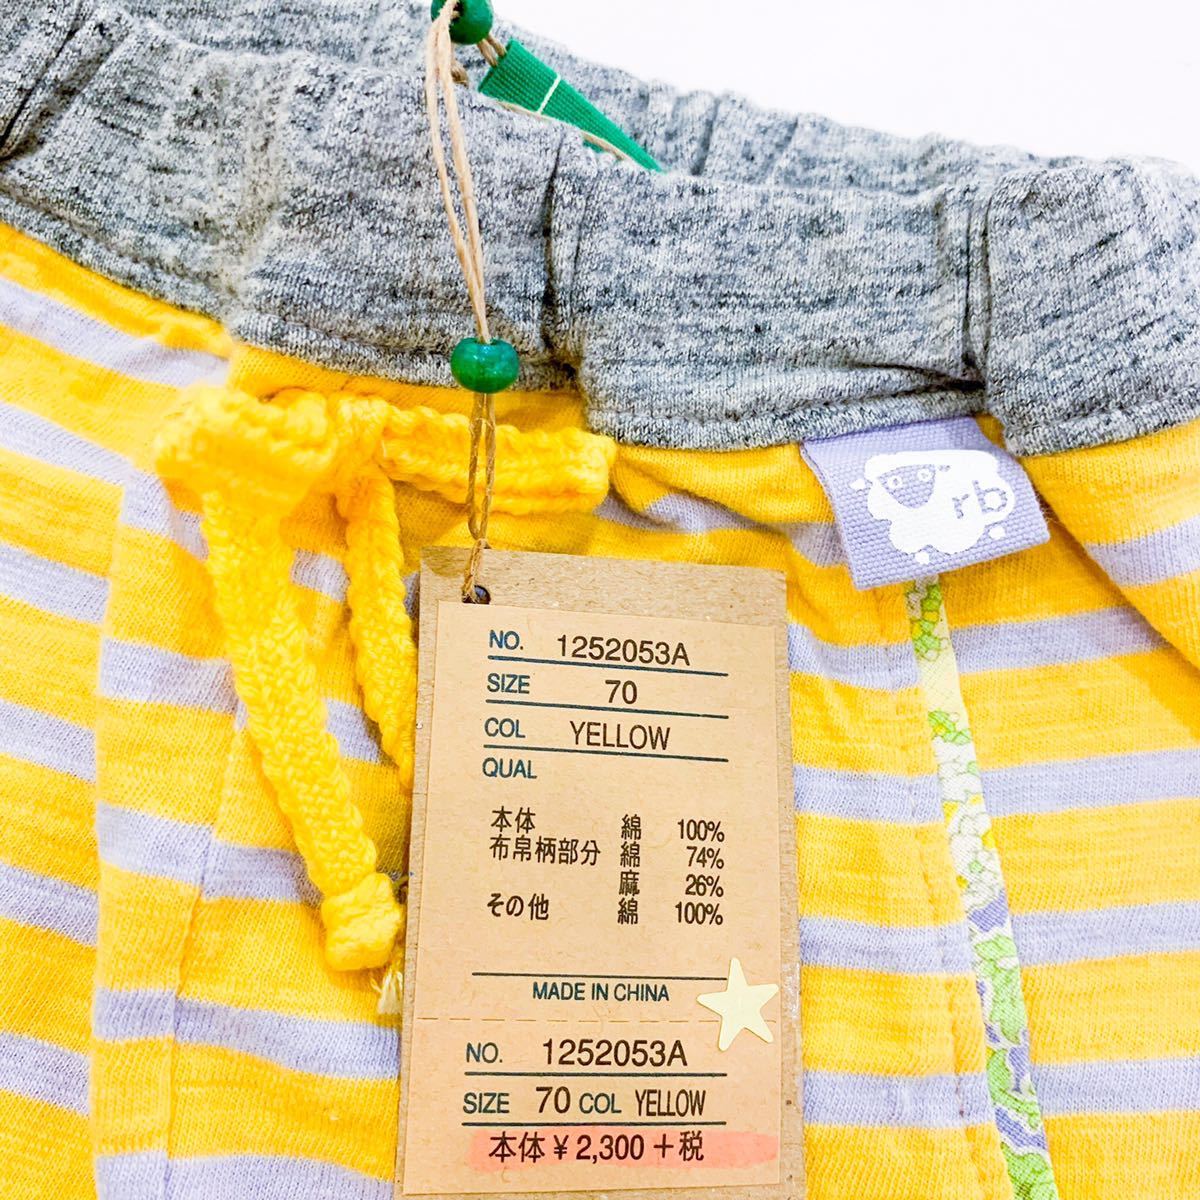 rb
NO. 1252053A
SIZE 70
COL YELLOW
QUAL
本体 綿 100%
布帛柄部分 綿 74%
麻 26%
その他 綿 100%
MADE IN CHINA
NO. 1252053A
SIZE 70 COL YELLOW
本体¥2,300+税